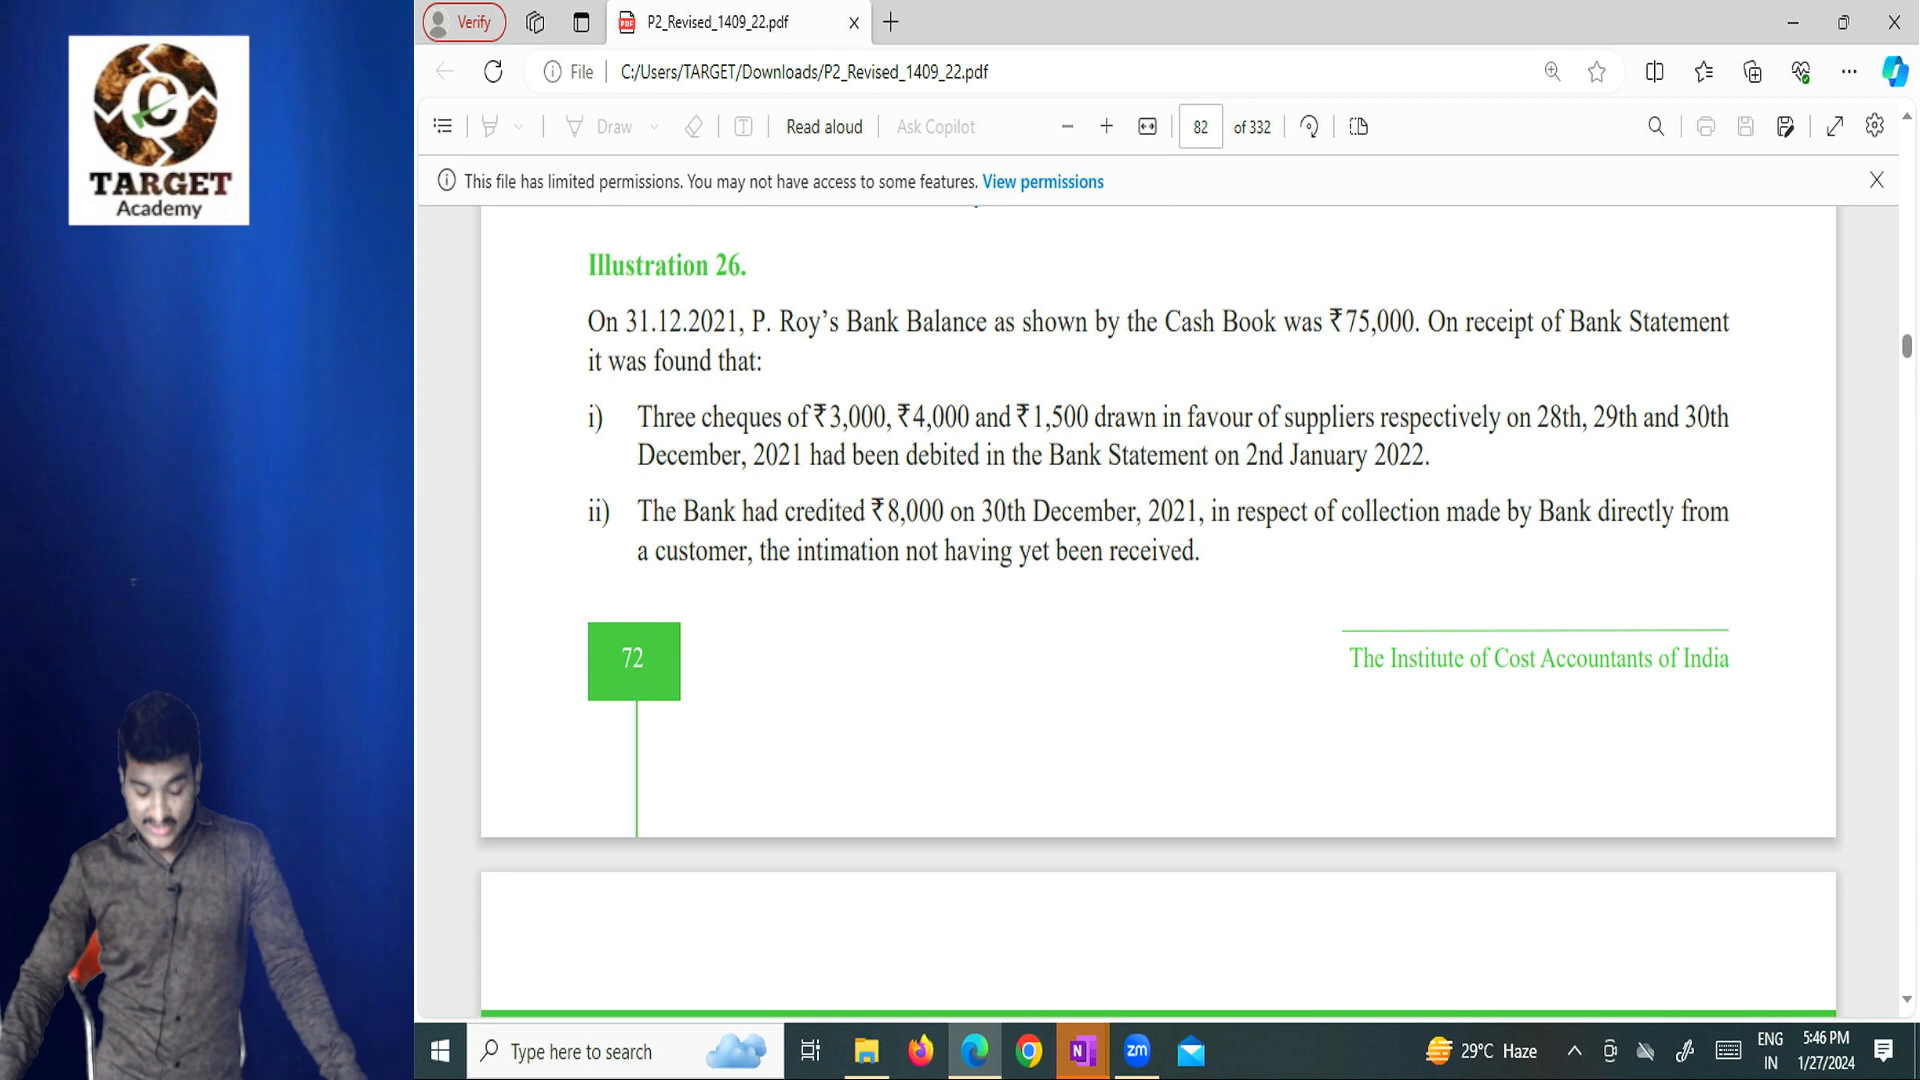 TARGET
Academy
Verify
P2_Revised_1409_22.pdf
File
C:/Users/TARGET/Downloads/P2_Revised_1409_22.pdf
Draw
Read aloud
Ask Copilot
82
of 332
This file has limited permissions. You may not have access to some features. View permissions
Illustration 26.
On 31.12.2021, P. Roy's Bank Balance as shown by the Cash Book was ₹75,000. On receipt of Bank Statement
it was found that:
i) Three cheques of ₹3,000, ₹4,000 and ₹1,500 drawn in favour of suppliers respectively on 28th, 29th and 30th
December, 2021 had been debited in the Bank Statement on 2nd January 2022.
ii) The Bank had credited ₹8,000 on 30th December, 2021, in respect of collection made by Bank directly from
a customer, the intimation not having yet been received.
72
The Institute of Cost Accountants of India
Type here to search
N
zm
29°C Haze
ENG
IN
5:46 PM
1/27/2024